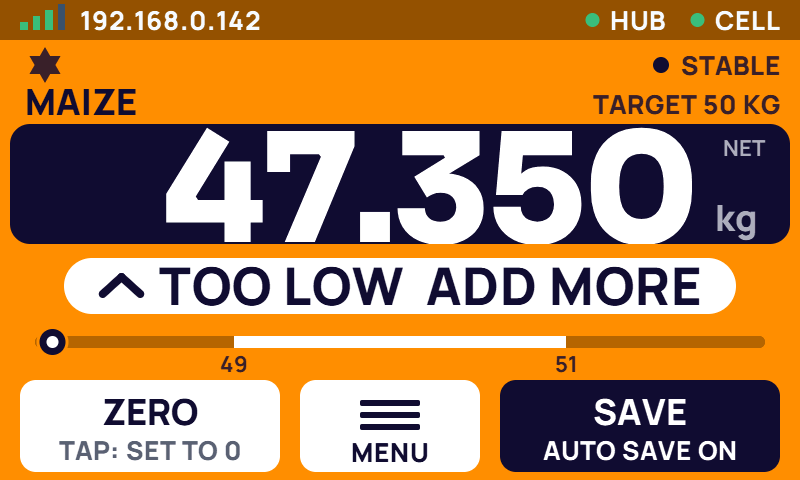 192.168.0.142 HUB CELL
MAIZE
STABLE
TARGET 50 KG
47.350 NET kg
TOO LOW ADD MORE
49 51
ZERO
TAP: SET TO 0
MENU
SAVE
AUTO SAVE ON